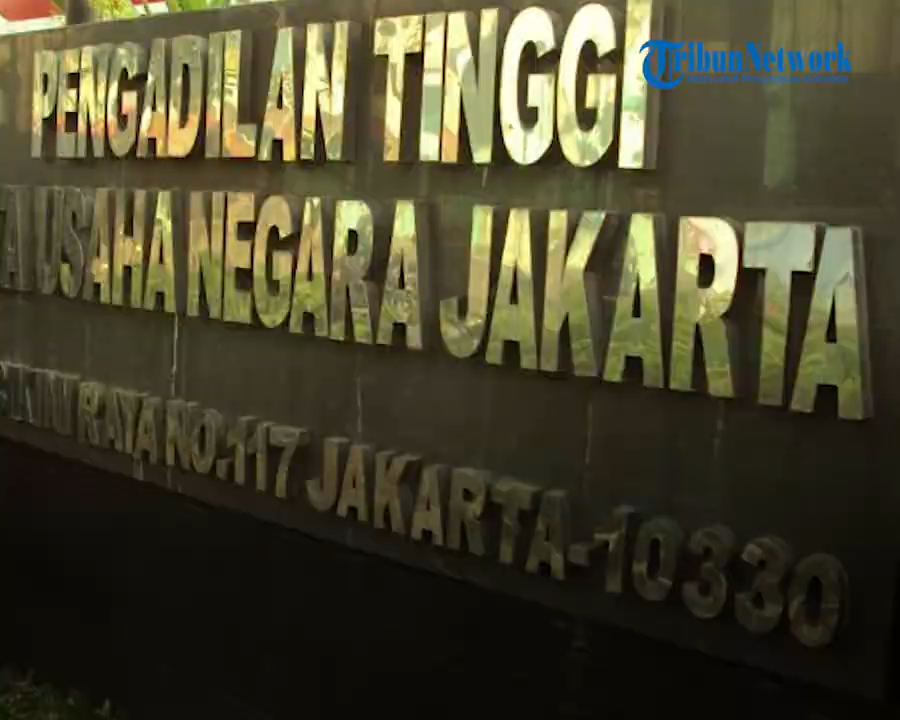 TribunNetwork
PENGADILAN TINGGI
A USAHA NEGARA JAKARTA
RAYA NO.117 JAKARTA-10330